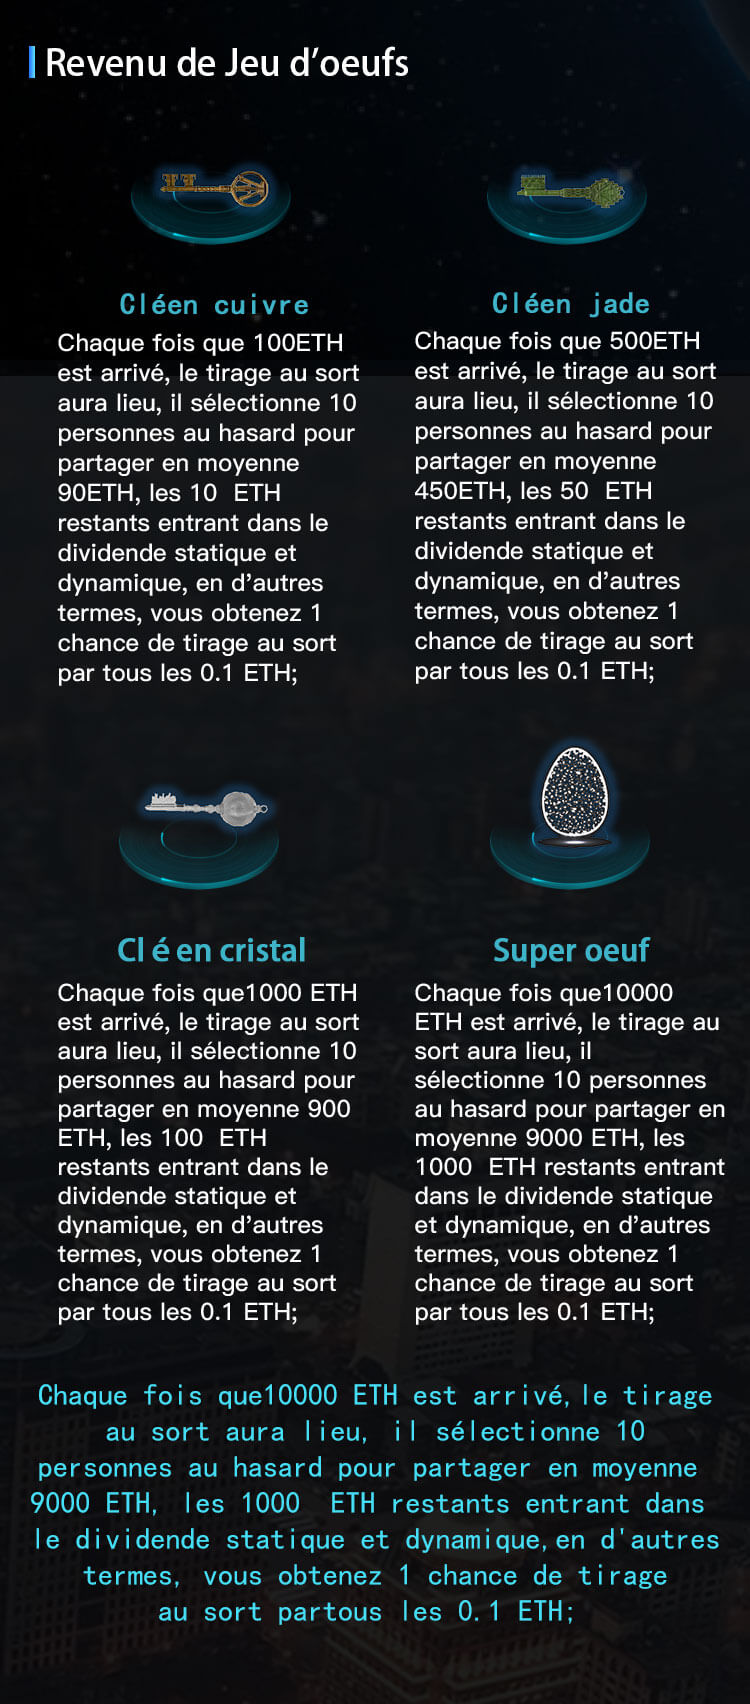 Revenu de Jeu d’oeufs
Cléen cuivre
Chaque fois que 100ETH
est arrivé, le tirage au sort
aura lieu, il sélectionne 10
personnes au hasard pour
partager en moyenne
90ETH, les 10  ETH
restants entrant dans le
dividende statique et
dynamique, en d’autres
termes, vous obtenez 1
chance de tirage au sort
par tous les 0.1 ETH;
Cléen jade
Chaque fois que 500ETH
est arrivé, le tirage au sort
aura lieu, il sélectionne 10
personnes au hasard pour
partager en moyenne
450ETH, les 50  ETH
restants entrant dans le
dividende statique et
dynamique, en d’autres
termes, vous obtenez 1
chance de tirage au sort
par tous les 0.1 ETH;
Cl é en cristal
Chaque fois que1000 ETH
est arrivé, le tirage au sort
aura lieu, il sélectionne 10
personnes au hasard pour
partager en moyenne 900
ETH, les 100  ETH
restants entrant dans le
dividende statique et
dynamique, en d’autres
termes, vous obtenez 1
chance de tirage au sort
par tous les 0.1 ETH;
Super oeuf
Chaque fois que10000
ETH est arrivé, le tirage au
sort aura lieu, il
sélectionne 10 personnes
au hasard pour partager en
moyenne 9000 ETH, les
1000  ETH restants entrant
dans le dividende statique
et dynamique, en d’autres
termes, vous obtenez 1
chance de tirage au sort
par tous les 0.1 ETH;
Chaque fois que10000 ETH est arrivé,le tirage
au sort aura lieu, il sélectionne 10
personnes au hasard pour partager en moyenne
9000 ETH, les 1000  ETH restants entrant dans
le dividende statique et dynamique,en d'autres
termes, vous obtenez 1 chance de tirage
au sort partous les 0.1 ETH;